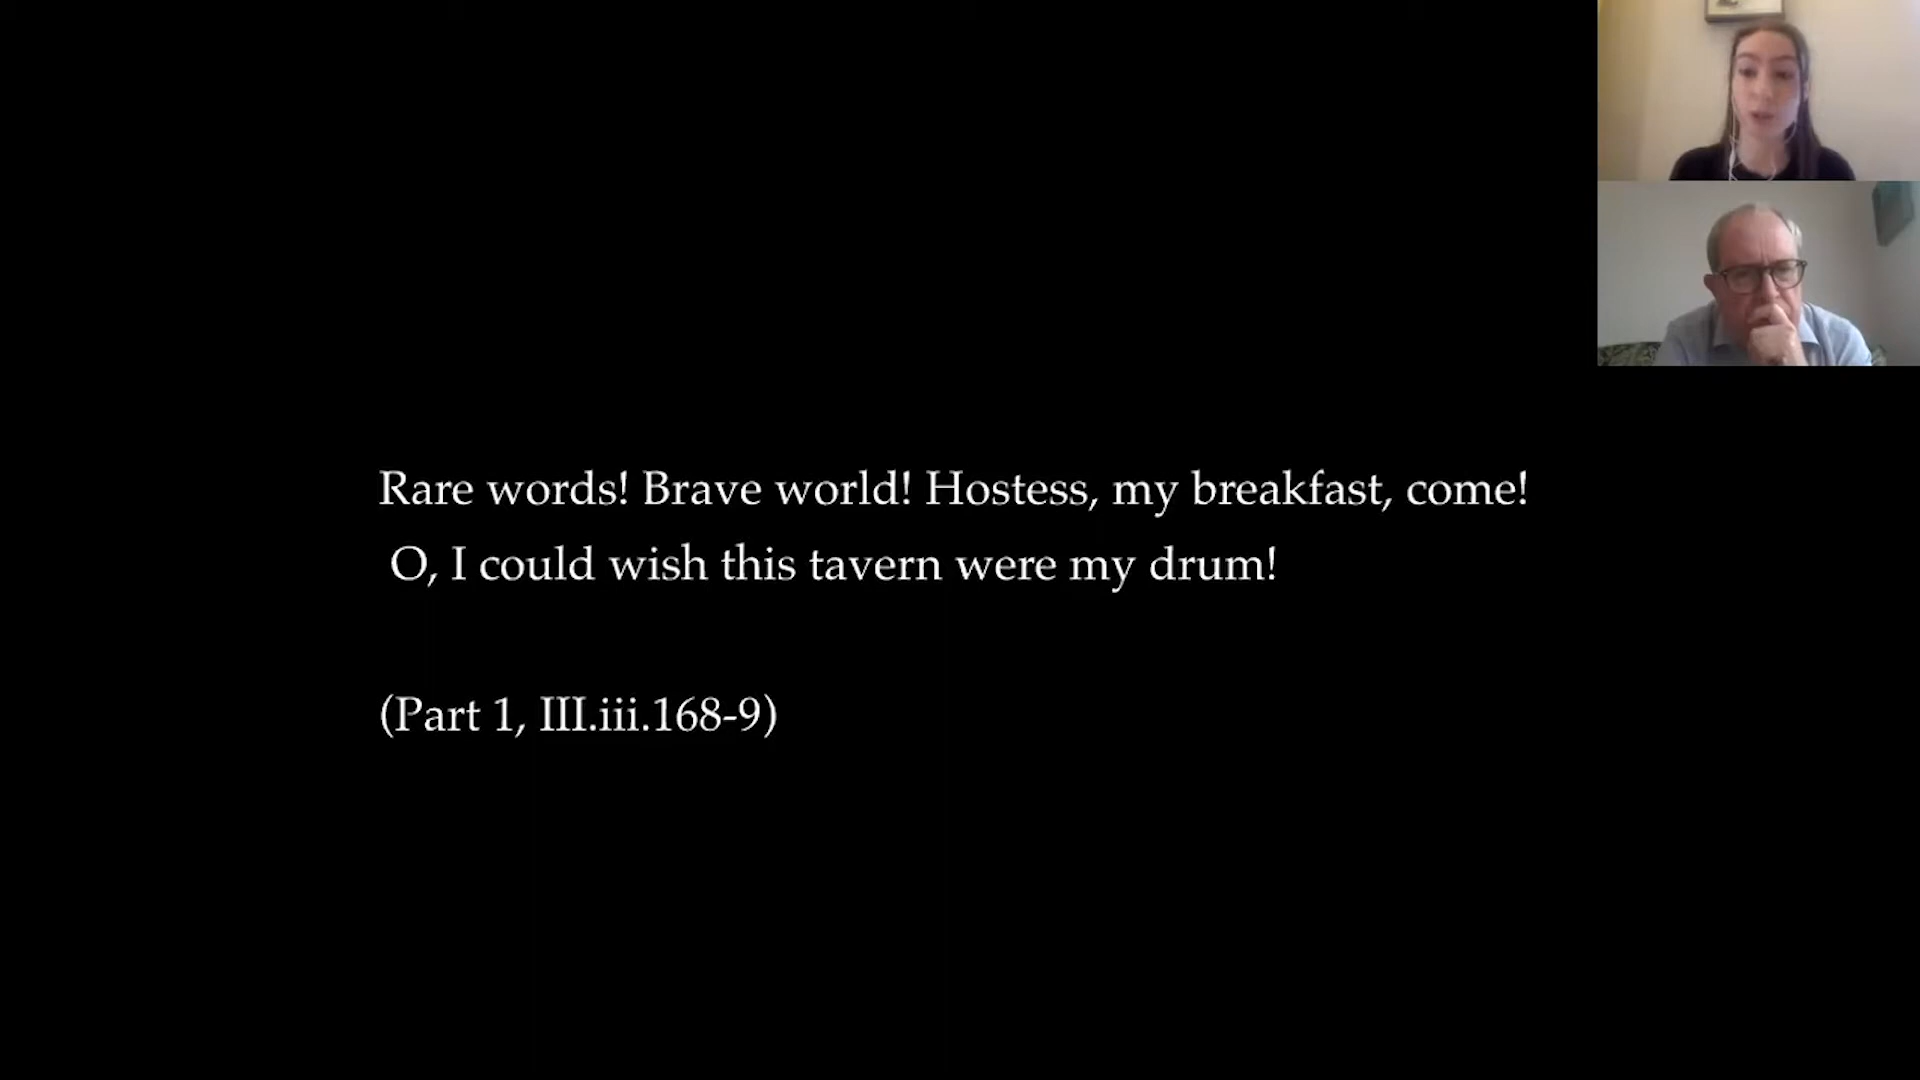 Rare words! Brave world! Hostess, my breakfast, come!
O, I could wish this tavern were my drum!
(Part 1, III.iii.168-9)